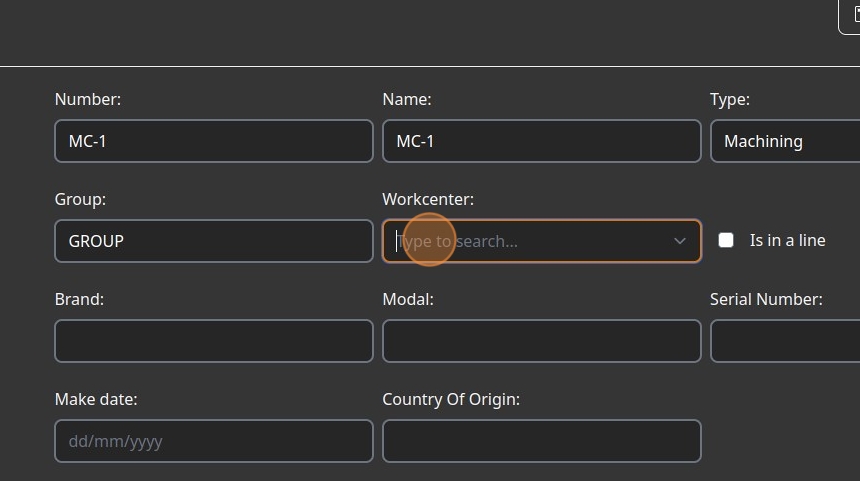 Number: Name: Type:
MC-1 MC-1 Machining
Group: Workcenter:
GROUP Type to search... Is in a line
Brand: Modal: Serial Number:
Make date: Country Of Origin:
dd/mm/yyyy